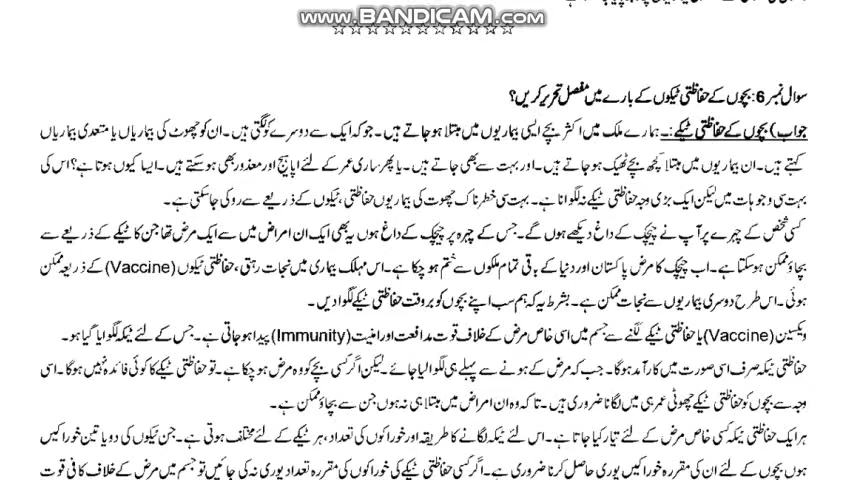 www.BANDICAM.com
☆☆☆☆☆☆☆☆☆☆☆☆☆
سوال نمبر 6: بچوں کے حفاظتی ٹیکوں کے بارے میں مفصل تحریر کریں؟
جواب) بچوں کے حفاظتی ٹیکے:۔ ہمارے ملک میں اکثر بچے ایسی بیماریوں میں مبتلا ہو جاتے ہیں۔ جو کہ ایک سے دوسرے کو لگتی ہیں۔ ان کو چھوٹ کی بیماریاں یا متعدی بیماریاں
کہتے ہیں۔ ان بیماریوں میں مبتلا کچھ بچے ٹھیک ہو جاتے ہیں۔ اور بہت سے بھی جاتے ہیں۔ یا پھر ساری عمر کے لئے اپاہیج اور معذور بھی ہو سکتے ہیں۔ ایسا کیوں ہوتا ہے؟ اس کی
بہت سی وجوہات میں لیکن ایک بڑی وجہ حفاظتی ٹیکے نہ لگوانا ہے۔ بہت سی خطرناک چھوت کی بیماریوں حفاظتی، ٹیکوں کے ذریعے سے روکی جا سکتی ہے۔
کسی شخص کے چہرے پر آپ نے چیچک کے داغ دیکھے ہوں گے۔ جس کے چہرہ پر چیچک کے داغ ہوں یہ بھی ایک ان امراض میں سے ایک مرض تھا جن کا ٹیکے کے ذریعے سے
بچاؤ ممکن ہو سکتا ہے۔ اب چیچک کا مرض پاکستان اور دنیا کے باقی تمام ملکوں سے ختم ہو چکا ہے۔ اس مہلک بیماری میں نجات رہتی، حفاظتی ٹیکوں (Vaccine) کے ذریعہ ممکن
ہوئی۔ اس طرح دوسری بیماریوں سے نجات ممکن ہے۔ بشرط یہ کہ ہم سب اپنے بچوں کو بروقت حفاظتی ٹیکے لگوا دیں۔
ویکسین (Vaccine) یا حفاظتی ٹیکے لگنے سے جسم میں اسی خاص مرض کے خلاف قوت مدافعت اور امنیت (Immunity) پیدا ہو جاتی ہے۔ جس کے لئے ٹیکہ لگوایا گیا ہو۔
حفاظتی ٹیکہ صرف اسی صورت میں کارآمد ہو گا۔ جب کہ مرض کے ہونے سے پہلے ہی لگوا لیا جائے۔ لیکن اگر کسی بچے کو وہ مرض ہو چکا ہے۔ تو حفاظتی ٹیکے کا کوئی فائدہ نہیں ہو گا۔ اسی
وجہ سے بچوں کو حفاظتی ٹیکے چھوٹی عمر ہی میں لگانا ضروری ہیں۔ تا کہ وہ ان امراض میں مبتلا ہی نہ ہوں جن سے بچاؤ ممکن ہے۔
ہر ایک حفاظتی ٹیکہ کسی خاص مرض کے لئے تیار کیا جاتا ہے۔ اس لئے ٹیکہ لگانے کا طریقہ اور خوراکوں کی تعداد، ہر ٹیکے کے لئے مختلف ہوتی ہے۔ جن ٹیکوں کی دو یا تین خوراکیں
ہوں بچوں کے لئے ان کی مقررہ خوراکیں پوری حاصل کرنا ضروری ہے۔ اگر کسی حفاظتی ٹیکے کی خوراکوں کی مقررہ تعداد پوری نہ کی جائیں تو جسم میں مرض کے خلاف کافی قوت